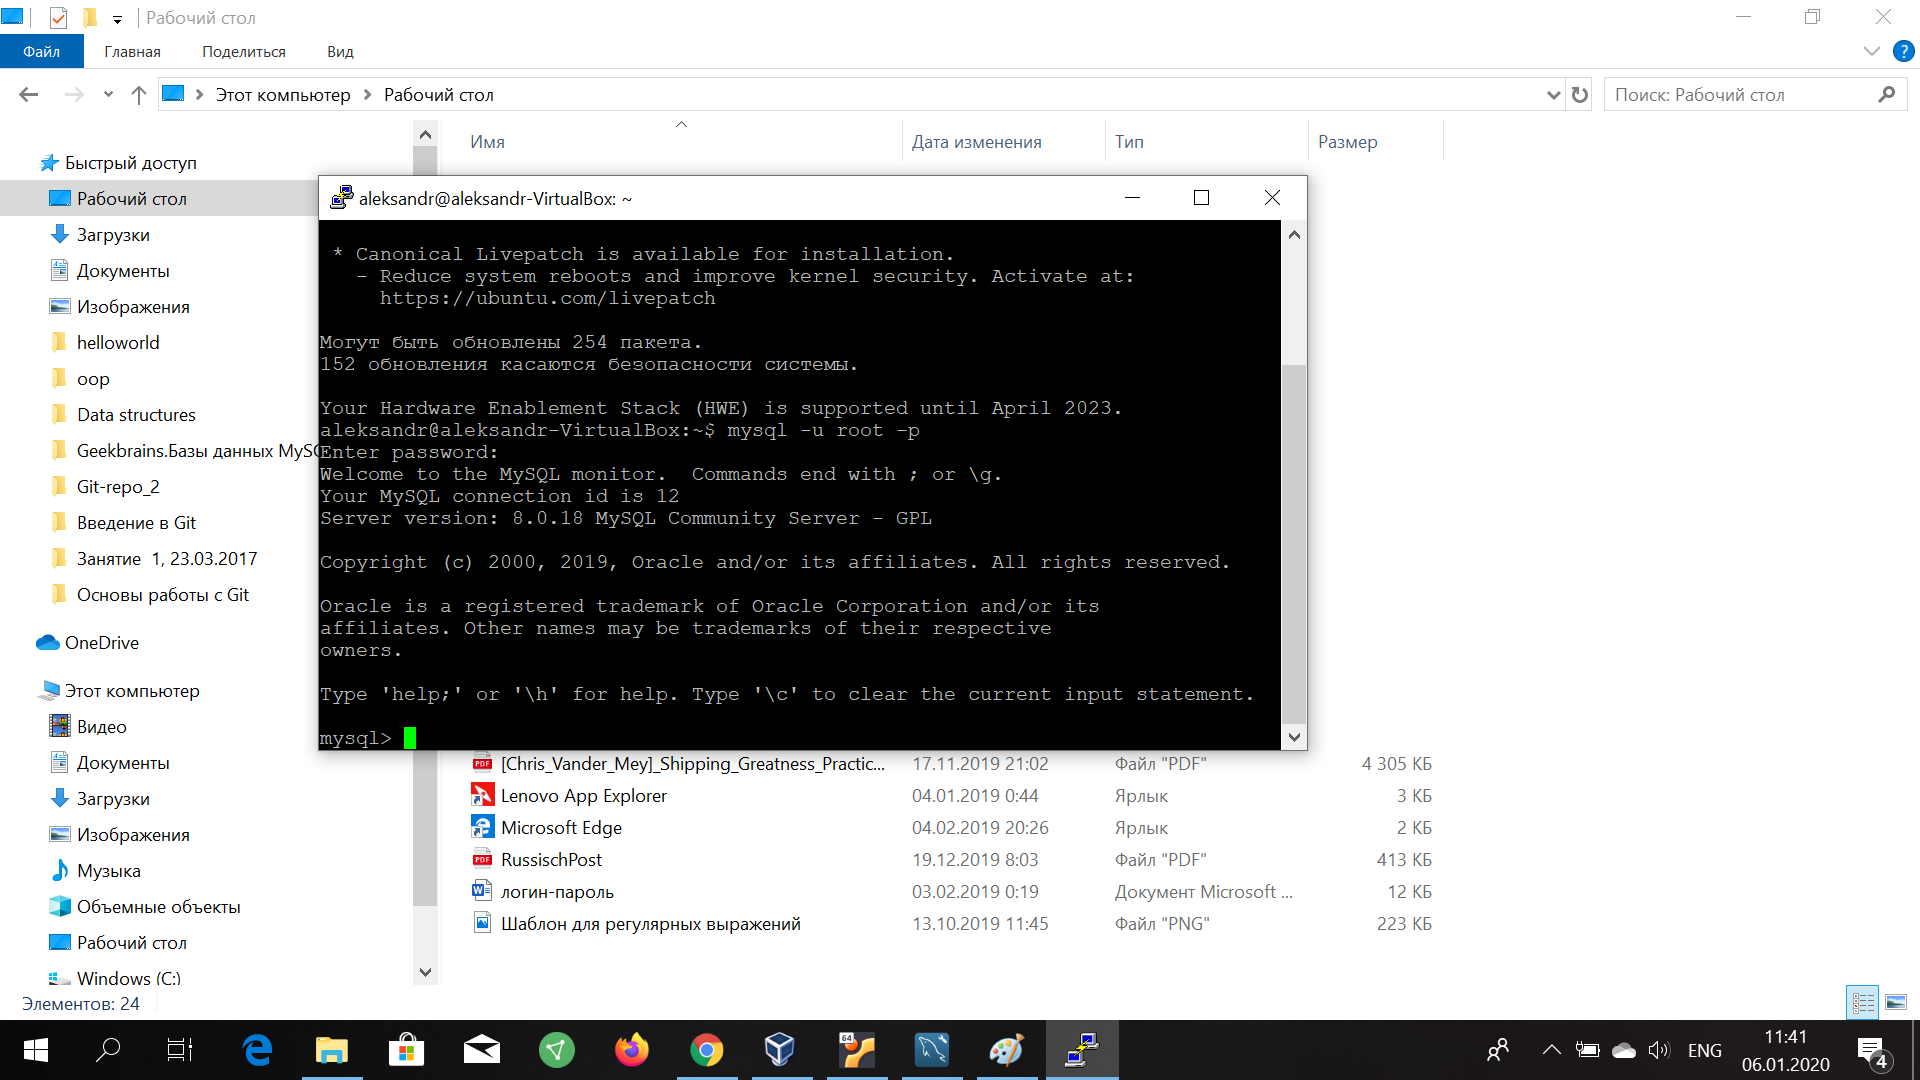 Рабочий стол
Файл Главная Поделиться Вид
Этот компьютер Рабочий стол
Поиск: Рабочий стол
Имя Дата изменения Тип Размер
Быстрый доступ
Рабочий стол
Загрузки
Документы
Изображения
helloworld
oop
Data structures
Geekbrains.Базы данных MySQ
Git-repo_2
Введение в Git
Занятие 1, 23.03.2017
Основы работы с Git
OneDrive
Этот компьютер
Видео
Документы
Загрузки
Изображения
Музыка
Объемные объекты
Рабочий стол
Windows (C:)
aleksandr@aleksandr-VirtualBox: ~
* Canonical Livepatch is available for installation.
- Reduce system reboots and improve kernel security. Activate at:
https://ubuntu.com/livepatch
Могут быть обновлены 254 пакета.
152 обновления касаются безопасности системы.
Your Hardware Enablement Stack (HWE) is supported until April 2023.
aleksandr@aleksandr-VirtualBox:~$ mysql -u root -p
Enter password:
Welcome to the MySQL monitor.  Commands end with ; or \g.
Your MySQL connection id is 12
Server version: 8.0.18 MySQL Community Server - GPL
Copyright (c) 2000, 2019, Oracle and/or its affiliates. All rights reserved.
Oracle is a registered trademark of Oracle Corporation and/or its
affiliates. Other names may be trademarks of their respective
owners.
Type 'help;' or '\h' for help. Type '\c' to clear the current input statement.
mysql>
[Chris_Vander_Mey]_Shipping_Greatness_Practic... 17.11.2019 21:02 Файл "PDF" 4 305 КБ
Lenovo App Explorer 04.01.2019 0:44 Ярлык 3 КБ
Microsoft Edge 04.02.2019 20:26 Ярлык 2 КБ
RussischPost 19.12.2019 8:03 Файл "PDF" 413 КБ
логин-пароль 03.02.2019 0:19 Документ Microsoft ... 12 КБ
Шаблон для регулярных выражений 13.10.2019 11:45 Файл "PNG" 223 КБ
Элементов: 24
64
ENG
11:41
06.01.2020
4